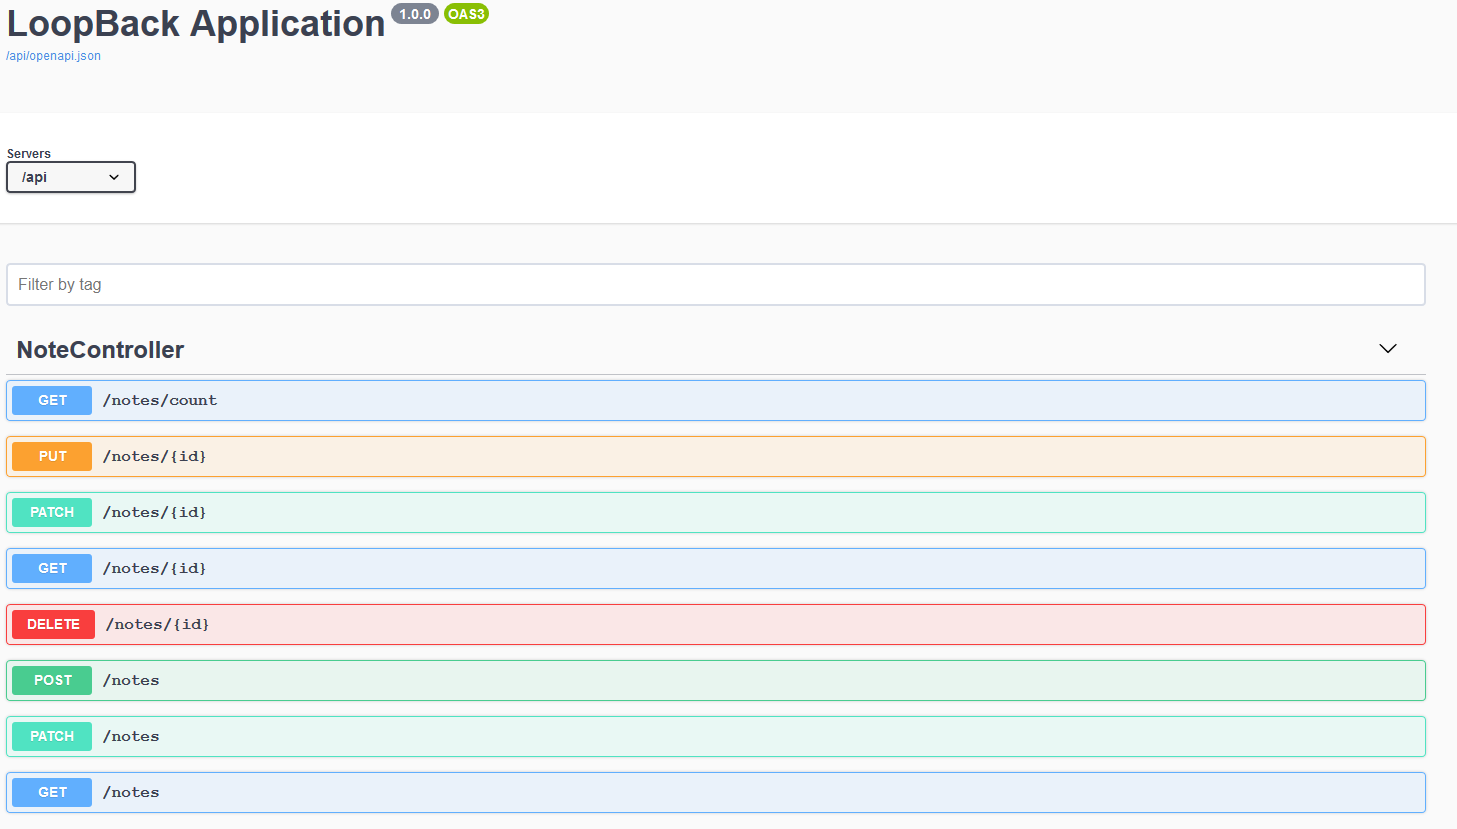 LoopBack Application 1.0.0 OAS3
/api/openapi.json
Servers
/api
Filter by tag
NoteController
GET /notes/count
PUT /notes/{id}
PATCH /notes/{id}
GET /notes/{id}
DELETE /notes/{id}
POST /notes
PATCH /notes
GET /notes